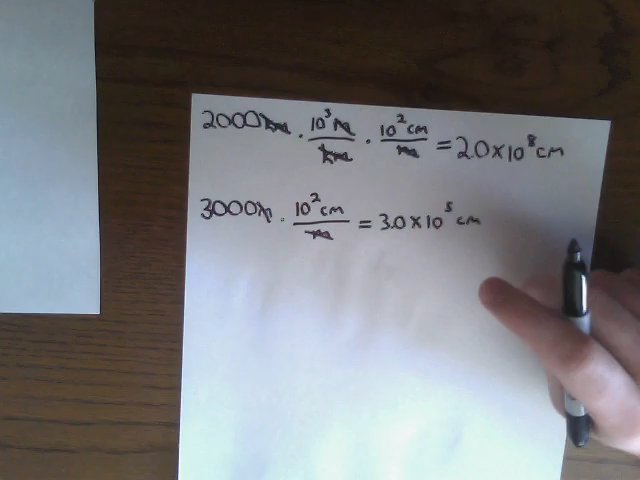 2000km · 10³m/km · 10²cm/m = 2.0×10⁸cm
3000m · 10²cm/m = 3.0×10⁵cm